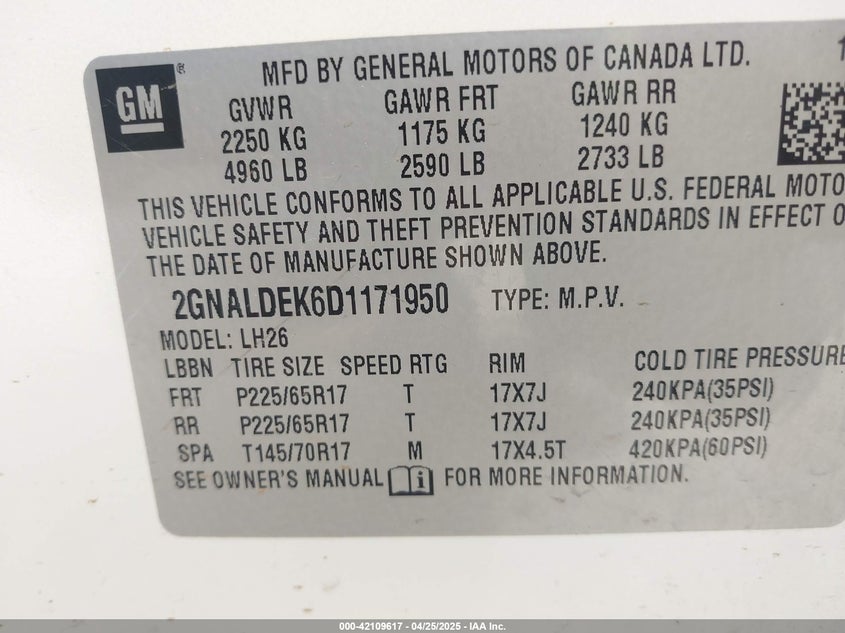 GM®
MFD BY GENERAL MOTORS OF CANADA LTD.
GVWR GAWR FRT GAWR RR
2250 KG 1175 KG 1240 KG
4960 LB 2590 LB 2733 LB
THIS VEHICLE CONFORMS TO ALL APPLICABLE U.S. FEDERAL MOTO
VEHICLE SAFETY AND THEFT PREVENTION STANDARDS IN EFFECT O
THE DATE OF MANUFACTURE SHOWN ABOVE.
2GNALDEK6D1171950 TYPE: M.P.V.
MODEL: LH26
LBBN TIRE SIZE SPEED RTG RIM COLD TIRE PRESSURE
FRT P225/65R17 T 17X7J 240KPA(35PSI)
RR P225/65R17 T 17X7J 240KPA(35PSI)
SPA T145/70R17 M 17X4.5T 420KPA(60PSI)
SEE OWNER'S MANUAL i FOR MORE INFORMATION.
000-42109617 - 04/25/2025 - IAA Inc.